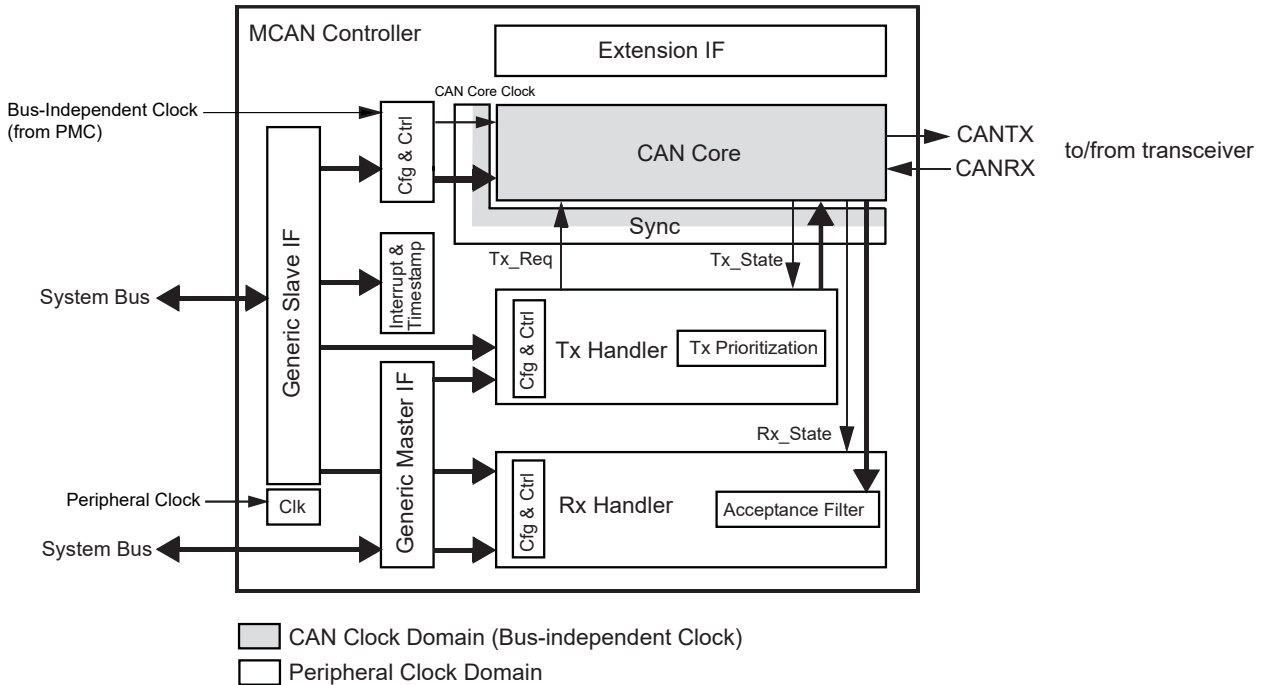 MCAN Controller
Extension IF
CAN Core Clock
Bus-Independent Clock
(from PMC)
Cfg & Ctrl
CAN Core
CANTX
CANRX
to/from transceiver
Sync
Tx_Req
Tx_State
Generic Slave IF
Interrupt &
Timestamp
System Bus
Cfg & Ctrl
Tx Handler
Tx Prioritization
Generic Master IF
Rx_State
Peripheral Clock
Clk
Cfg & Ctrl
Rx Handler
Acceptance Filter
System Bus
CAN Clock Domain (Bus-independent Clock)
Peripheral Clock Domain